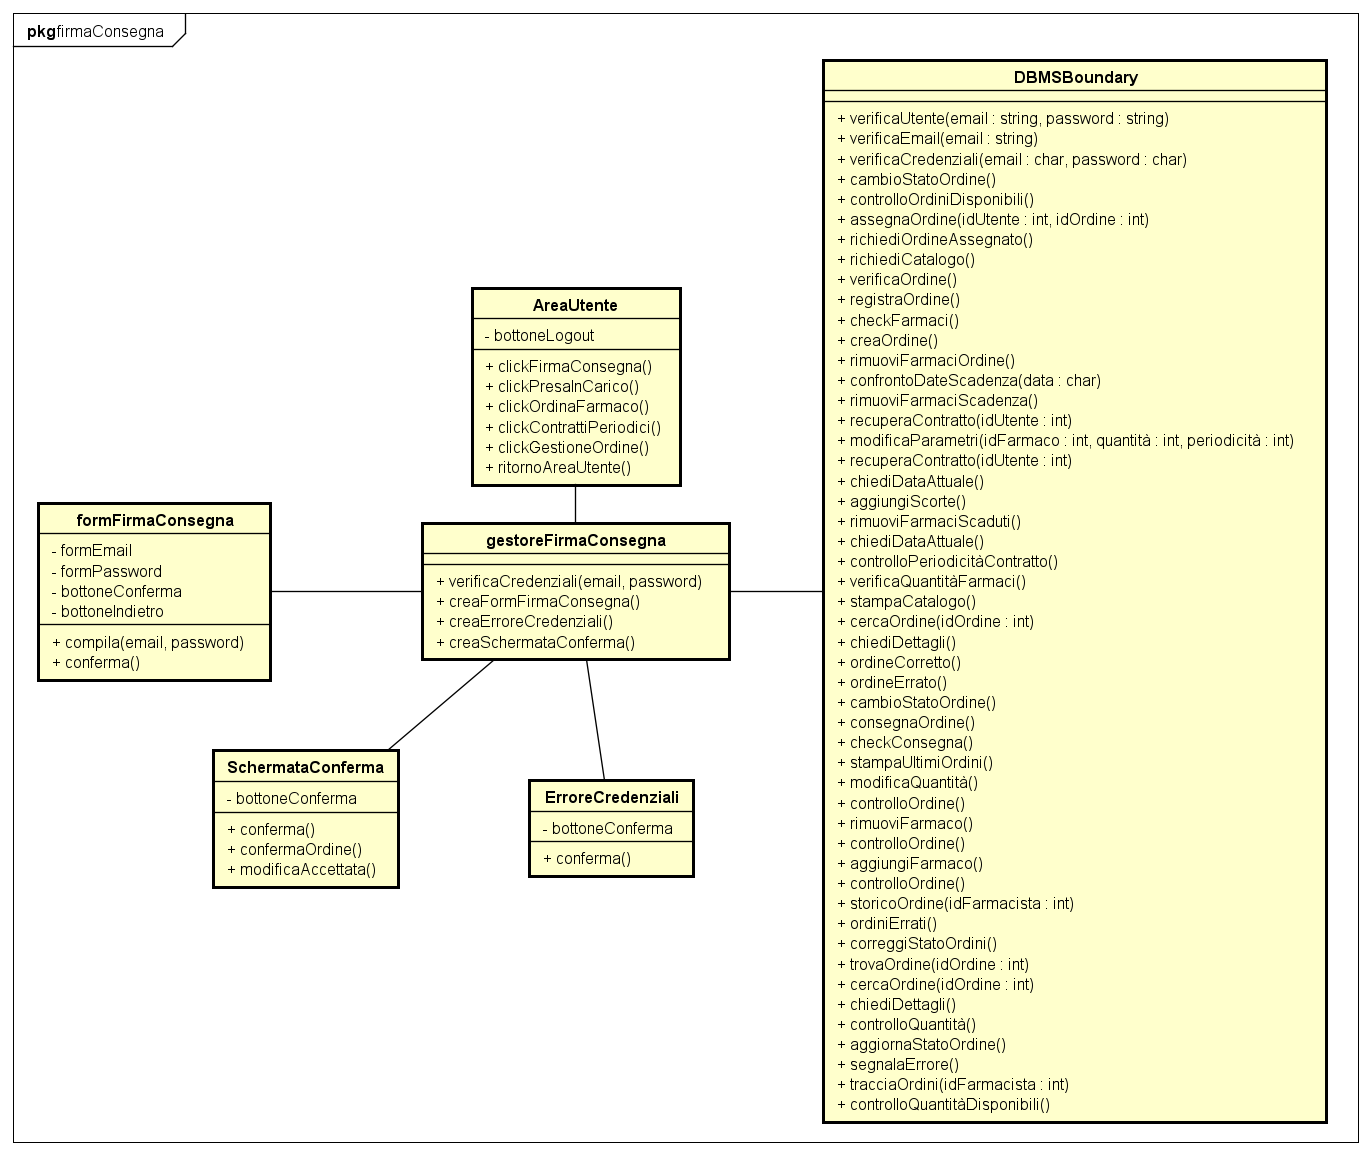 pkgfirmaConsegna
DBMSBoundary
+ verificaUtente(email : string, password : string)
+ verificaEmail(email : string)
+ verificaCredenziali(email : char, password : char)
+ cambioStatoOrdine()
+ controlloOrdiniDisponibili()
+ assegnaOrdine(idUtente : int, idOrdine : int)
+ richiediOrdineAssegnato()
+ richiediCatalogo()
+ verificaOrdine()
+ registraOrdine()
+ checkFarmaci()
+ creaOrdine()
+ rimuoviFarmaciOrdine()
+ confrontoDateScadenza(data : char)
+ rimuoviFarmaciScadenza()
+ recuperaContratto(idUtente : int)
+ modificaParametri(idFarmaco : int, quantità : int, periodicità : int)
+ recuperaContratto(idUtente : int)
+ chiediDataAttuale()
+ aggiungiScorte()
+ rimuoviFarmaciScaduti()
+ chiediDataAttuale()
+ controlloPeriodicitàContratto()
+ verificaQuantitàFarmaci()
+ stampaCatalogo()
+ cercaOrdine(idOrdine : int)
+ chiediDettagli()
+ ordineCorretto()
+ ordineErrato()
+ cambioStatoOrdine()
+ consegnaOrdine()
+ checkConsegna()
+ stampaUltimiOrdini()
+ modificaQuantità()
+ controlloOrdine()
+ rimuoviFarmaco()
+ controlloOrdine()
+ aggiungiFarmaco()
+ controlloOrdine()
+ storicoOrdine(idFarmacista : int)
+ ordiniErrati()
+ correggiStatoOrdini()
+ trovaOrdine(idOrdine : int)
+ cercaOrdine(idOrdine : int)
+ chiediDettagli()
+ controlloQuantità()
+ aggiornaStatoOrdine()
+ segnalaErrore()
+ tracciaOrdini(idFarmacista : int)
+ controlloQuantitàDisponibili()
AreaUtente
- bottoneLogout
+ clickFirmaConsegna()
+ clickPresaInCarico()
+ clickOrdinaFarmaco()
+ clickContrattiPeriodici()
+ clickGestioneOrdine()
+ ritornoAreaUtente()
formFirmaConsegna
- formEmail
- formPassword
- bottoneConferma
- bottoneIndietro
+ compila(email, password)
+ conferma()
gestoreFirmaConsegna
+ verificaCredenziali(email, password)
+ creaFormFirmaConsegna()
+ creaErroreCredenziali()
+ creaSchermataConferma()
SchermataConferma
- bottoneConferma
+ conferma()
+ confermaOrdine()
+ modificaAccettata()
ErroreCredenziali
- bottoneConferma
+ conferma()